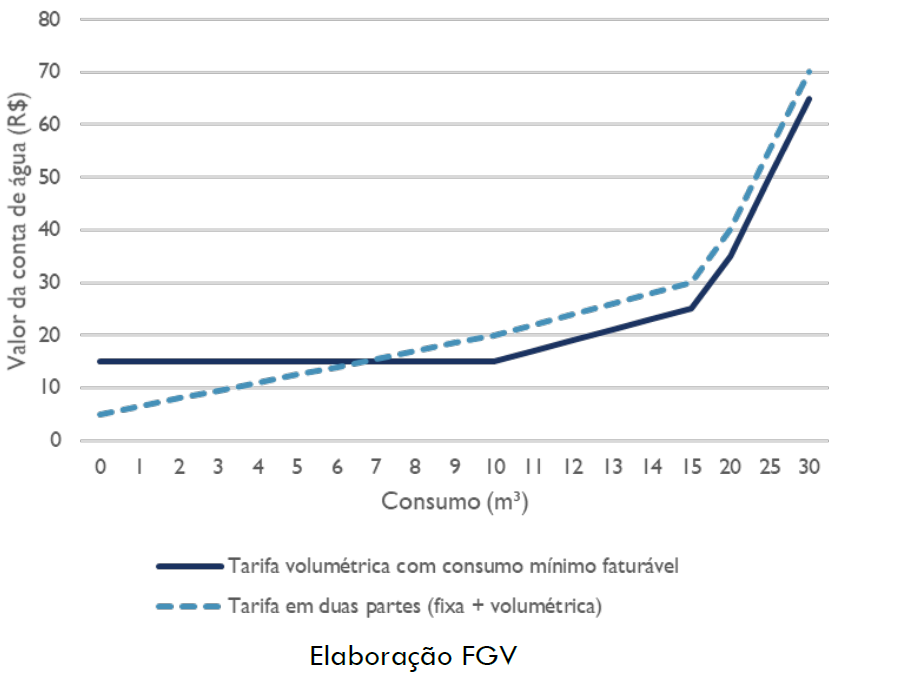 80
70
60
50
40
30
20
10
0
Valor da conta de água (R$)
0 1 2 3 4 5 6 7 8 9 10 11 12 13 14 15 20 25 30
Consumo (m³)
Tarifa volumétrica com consumo mínimo faturável
Tarifa em duas partes (fixa + volumétrica)
Elaboração FGV